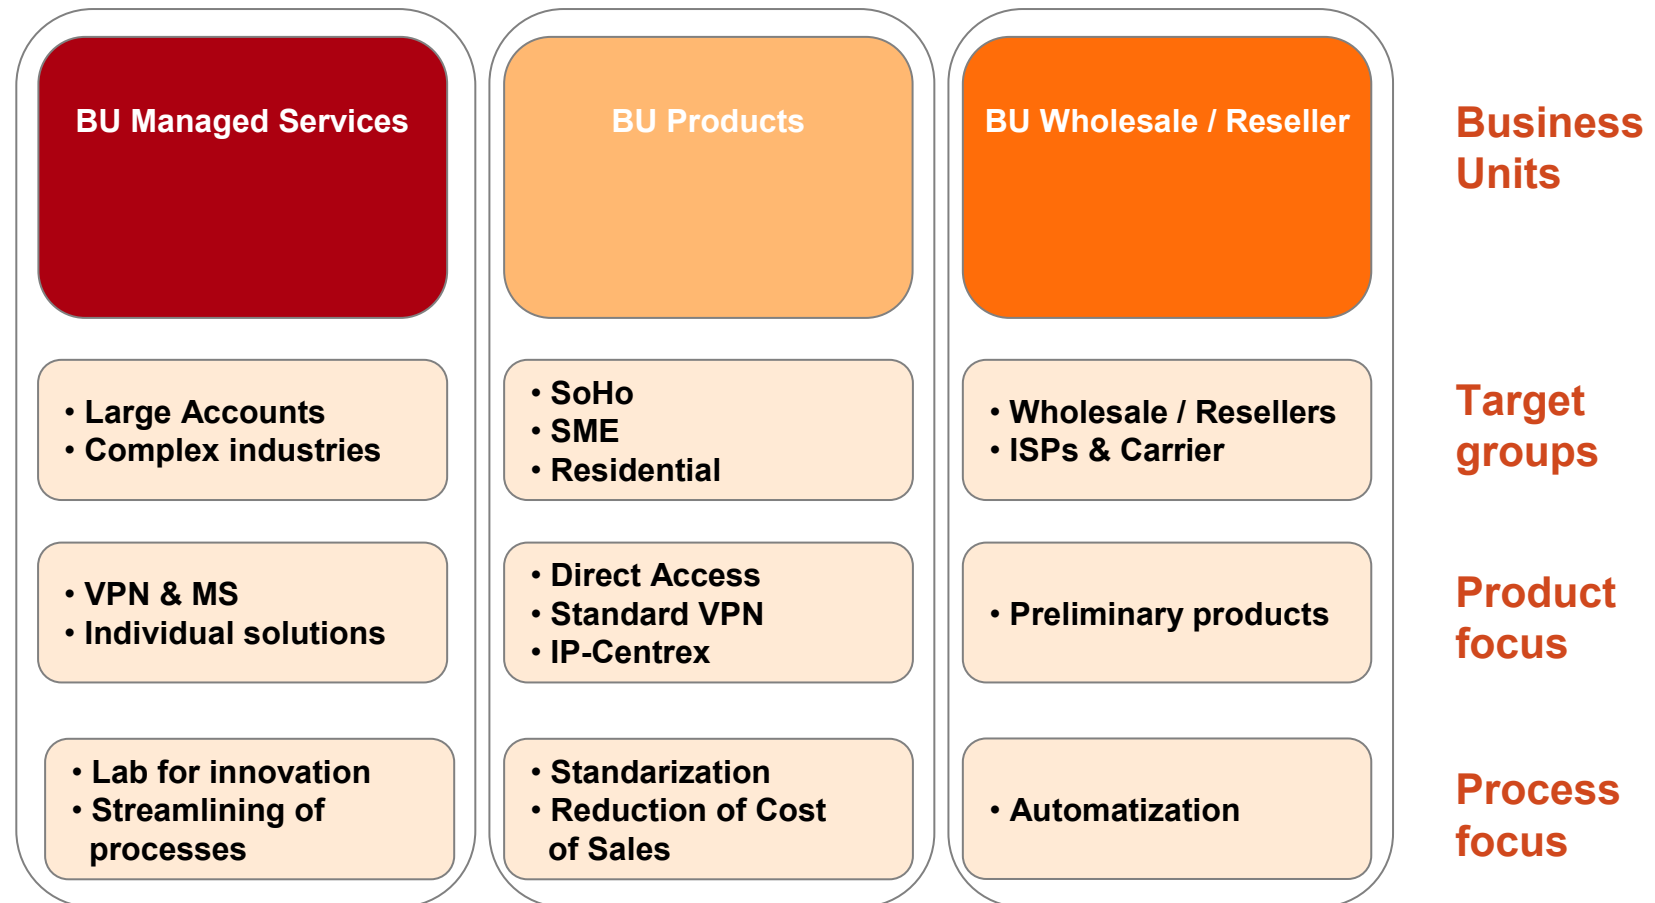 BU Managed Services
BU Products
BU Wholesale / Reseller
Business
Units
• Large Accounts
• Complex industries
• SoHo
• SME
• Residential
• Wholesale / Resellers
• ISPs & Carrier
Target
groups
• VPN & MS
• Individual solutions
• Direct Access
• Standard VPN
• IP-Centrex
• Preliminary products
Product
focus
• Lab for innovation
• Streamlining of
processes
• Standarization
• Reduction of Cost
of Sales
• Automatization
Process
focus